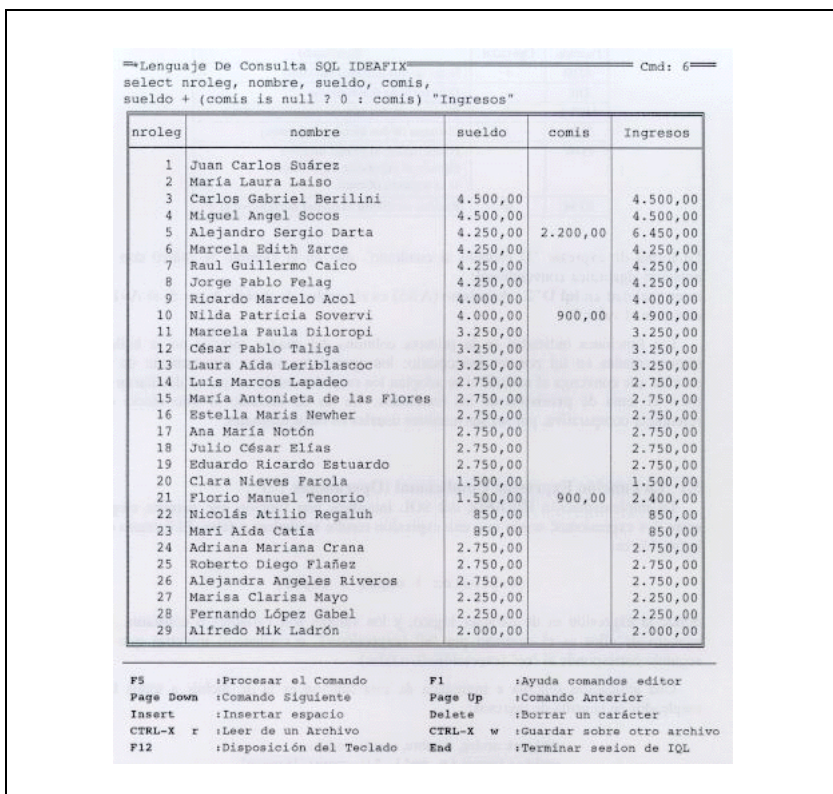 *Lenguaje De Consulta SQL IDEAFIX Cmd: 6
select nroleg, nombre, sueldo, comis,
sueldo + (comis is null ? 0 : comis) "Ingresos"
nroleg nombre sueldo comis Ingresos
1 Juan Carlos Suárez
2 María Laura Laiso
3 Carlos Gabriel Berilini 4.500,00 4.500,00
4 Miguel Angel Socos 4.500,00 4.500,00
5 Alejandro Sergio Darta 4.250,00 2.200,00 6.450,00
6 Marcela Edith Zarce 4.250,00 4.250,00
7 Raul Guillermo Caico 4.250,00 4.250,00
8 Jorge Pablo Felag 4.250,00 4.250,00
9 Ricardo Marcelo Acol 4.000,00 4.000,00
10 Nilda Patricia Sovervi 4.000,00 900,00 4.900,00
11 Marcela Paula Diloropi 3.250,00 3.250,00
12 César Pablo Taliga 3.250,00 3.250,00
13 Laura Aída Leriblascoc 3.250,00 3.250,00
14 Luís Marcos Lapadeo 2.750,00 2.750,00
15 María Antonieta de las Flores 2.750,00 2.750,00
16 Estella Maris Newher 2.750,00 2.750,00
17 Ana María Notón 2.750,00 2.750,00
18 Julio César Elías 2.750,00 2.750,00
19 Eduardo Ricardo Estuardo 2.750,00 2.750,00
20 Clara Nieves Farola 1.500,00 1.500,00
21 Florio Manuel Tenorio 1.500,00 900,00 2.400,00
22 Nicolás Atilio Regaluh 850,00 850,00
23 Marí Aída Catía 850,00 850,00
24 Adriana Mariana Crana 2.750,00 2.750,00
25 Roberto Diego Flañez 2.750,00 2.750,00
26 Alejandra Angeles Riveros 2.750,00 2.750,00
27 Marisa Clarisa Mayo 2.250,00 2.250,00
28 Fernando López Gabel 2.250,00 2.250,00
29 Alfredo Mik Ladrón 2.000,00 2.000,00
F5 :Procesar el Comando F1 :Ayuda comandos editor
Page Down :Comando Siguiente Page Up :Comando Anterior
Insert :Insertar espacio Delete :Borrar un carácter
CTRL-X r :Leer de un Archivo CTRL-X w :Guardar sobre otro archivo
F12 :Disposición del Teclado End :Terminar sesion de IQL